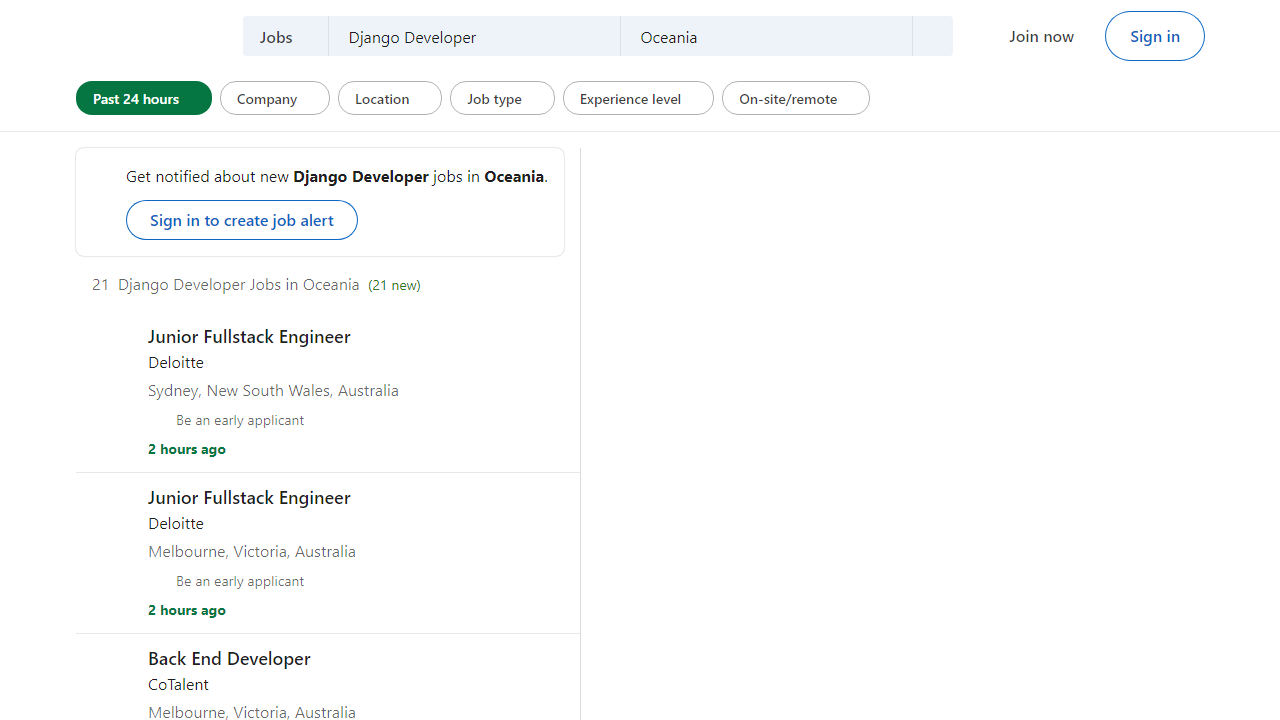 Jobs Django Developer Oceania Join now Sign in
Past 24 hours Company Location Job type Experience level On-site/remote
Get notified about new Django Developer jobs in Oceania.
Sign in to create job alert
21 Django Developer Jobs in Oceania (21 new)
Junior Fullstack Engineer
Deloitte
Sydney, New South Wales, Australia
Be an early applicant
2 hours ago
Junior Fullstack Engineer
Deloitte
Melbourne, Victoria, Australia
Be an early applicant
2 hours ago
Back End Developer
CoTalent
Melbourne, Victoria, Australia